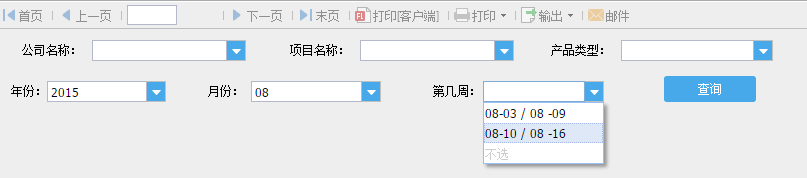 首页 上一页 下一页 末页 FL 打印[客户端] 打印 输出 邮件
公司名称: 项目名称: 产品类型:
年份: 2015 月份: 08 第几周: 查询
08-03 / 08 -09
08-10 / 08 -16
不选